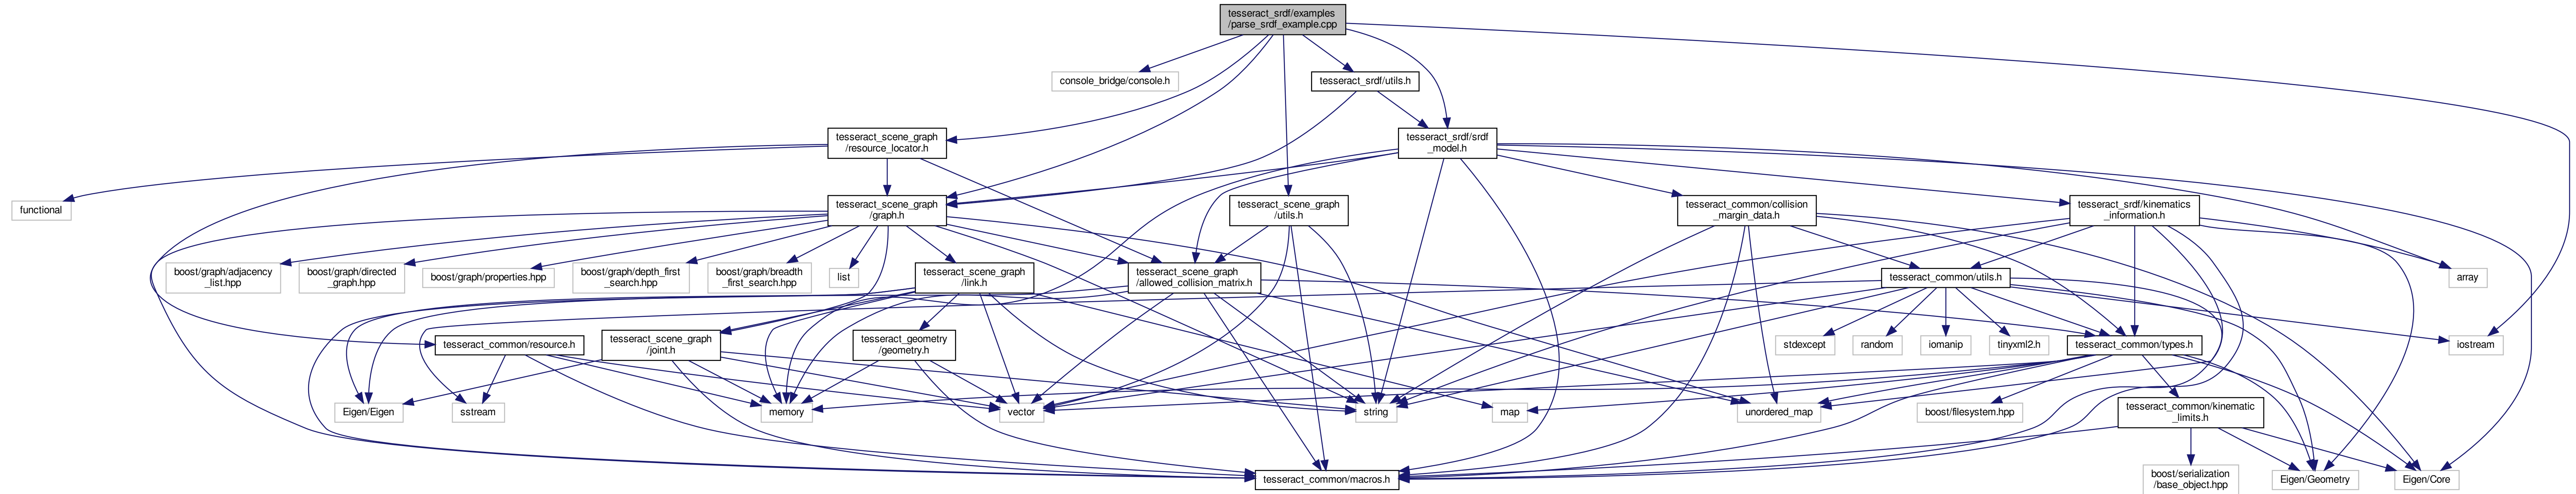 tesseract_srdf/examples
/parse_srdf_example.cpp
console_bridge/console.h
tesseract_srdf/utils.h
tesseract_scene_graph
/resource_locator.h
tesseract_srdf/srdf
_model.h
functional
tesseract_scene_graph
/graph.h
tesseract_scene_graph
/utils.h
tesseract_common/collision
_margin_data.h
tesseract_srdf/kinematics
_information.h
boost/graph/adjacency
_list.hpp
boost/graph/directed
_graph.hpp
boost/graph/properties.hpp
boost/graph/depth_first
_search.hpp
boost/graph/breadth
_first_search.hpp
list
tesseract_scene_graph
/link.h
tesseract_scene_graph
/allowed_collision_matrix.h
tesseract_common/utils.h
array
tesseract_common/resource.h
tesseract_scene_graph
/joint.h
tesseract_geometry
/geometry.h
stdexcept
random
iomanip
tinyxml2.h
tesseract_common/types.h
iostream
Eigen/Eigen
sstream
memory
vector
string
map
unordered_map
boost/filesystem.hpp
tesseract_common/kinematic
_limits.h
tesseract_common/macros.h
boost/serialization
/base_object.hpp
Eigen/Geometry
Eigen/Core